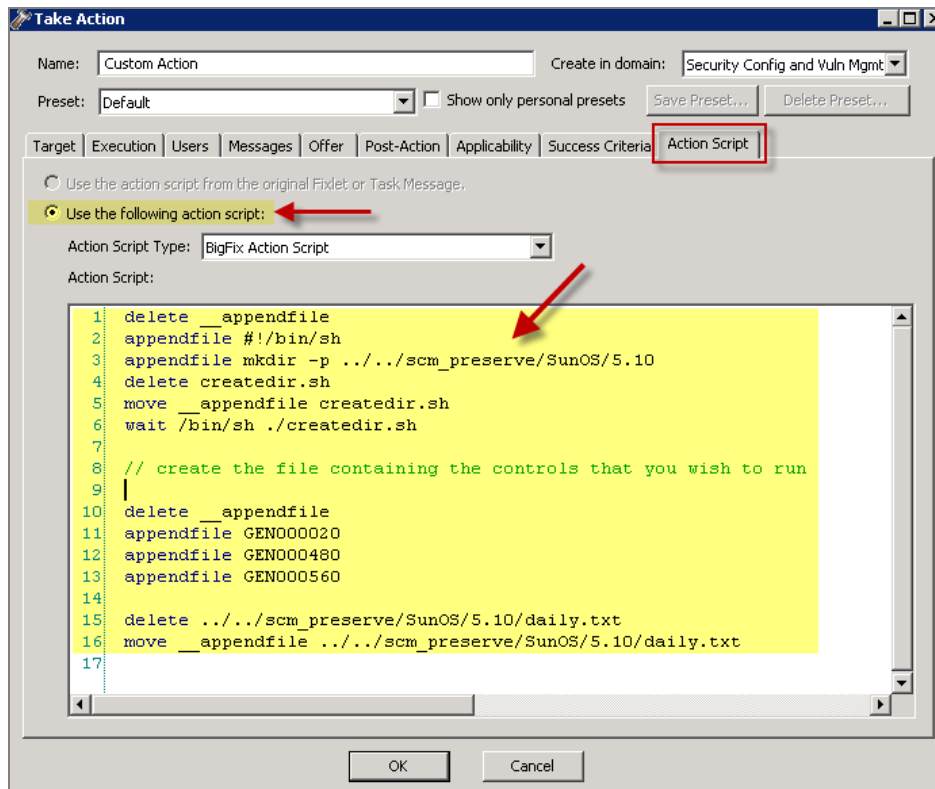 Take Action
Name: Custom Action Create in domain: Security Config and Vuln Mgmt
Preset: Default Show only personal presets Save Preset... Delete Preset...
Target Execution Users Messages Offer Post-Action Applicability Success Criteria Action Script
Use the action script from the original Fixlet or Task Message.
Use the following action script:
Action Script Type: BigFix Action Script
Action Script:
1 delete __appendfile
2 appendfile #!/bin/sh
3 appendfile mkdir -p ../../scm_preserve/SunOS/5.10
4 delete createdir.sh
5 move __appendfile createdir.sh
6 wait /bin/sh ./createdir.sh
7
8 // create the file containing the controls that you wish to run
9
10 delete __appendfile
11 appendfile GEN000020
12 appendfile GEN000480
13 appendfile GEN000560
14
15 delete ../../scm_preserve/SunOS/5.10/daily.txt
16 move __appendfile ../../scm_preserve/SunOS/5.10/daily.txt
17
OK Cancel